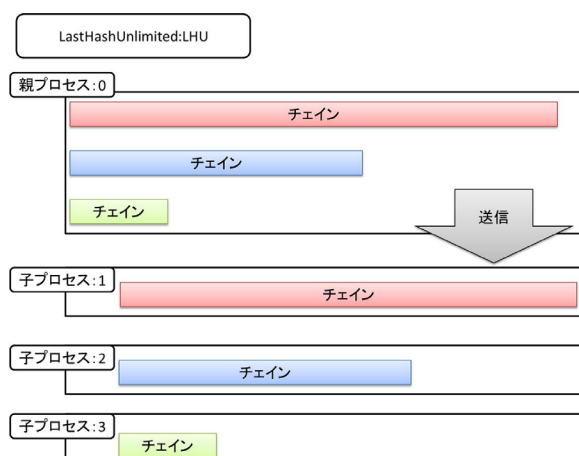 LastHashUnlimited:LHU
親プロセス:0
チェイン
チェイン
チェイン
送信
子プロセス:1
チェイン
子プロセス:2
チェイン
子プロセス:3
チェイン